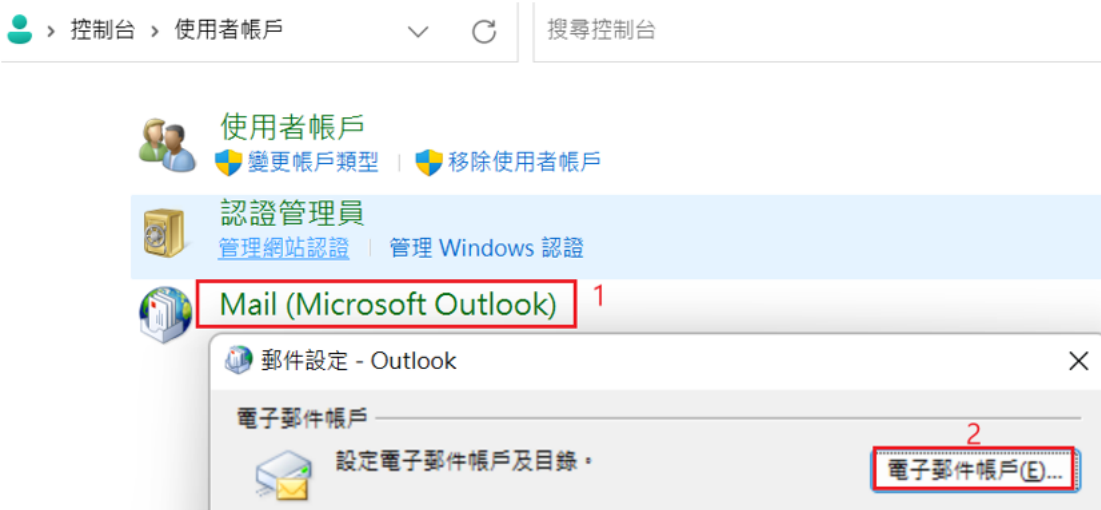 控制台 使用者帳戶 搜尋控制台
使用者帳戶
變更帳戶類型 移除使用者帳戶
認證管理員
管理網站認證 管理 Windows 認證
Mail (Microsoft Outlook) 1
郵件設定 - Outlook
電子郵件帳戶
2
設定電子郵件帳戶及目錄。 電子郵件帳戶(E)...